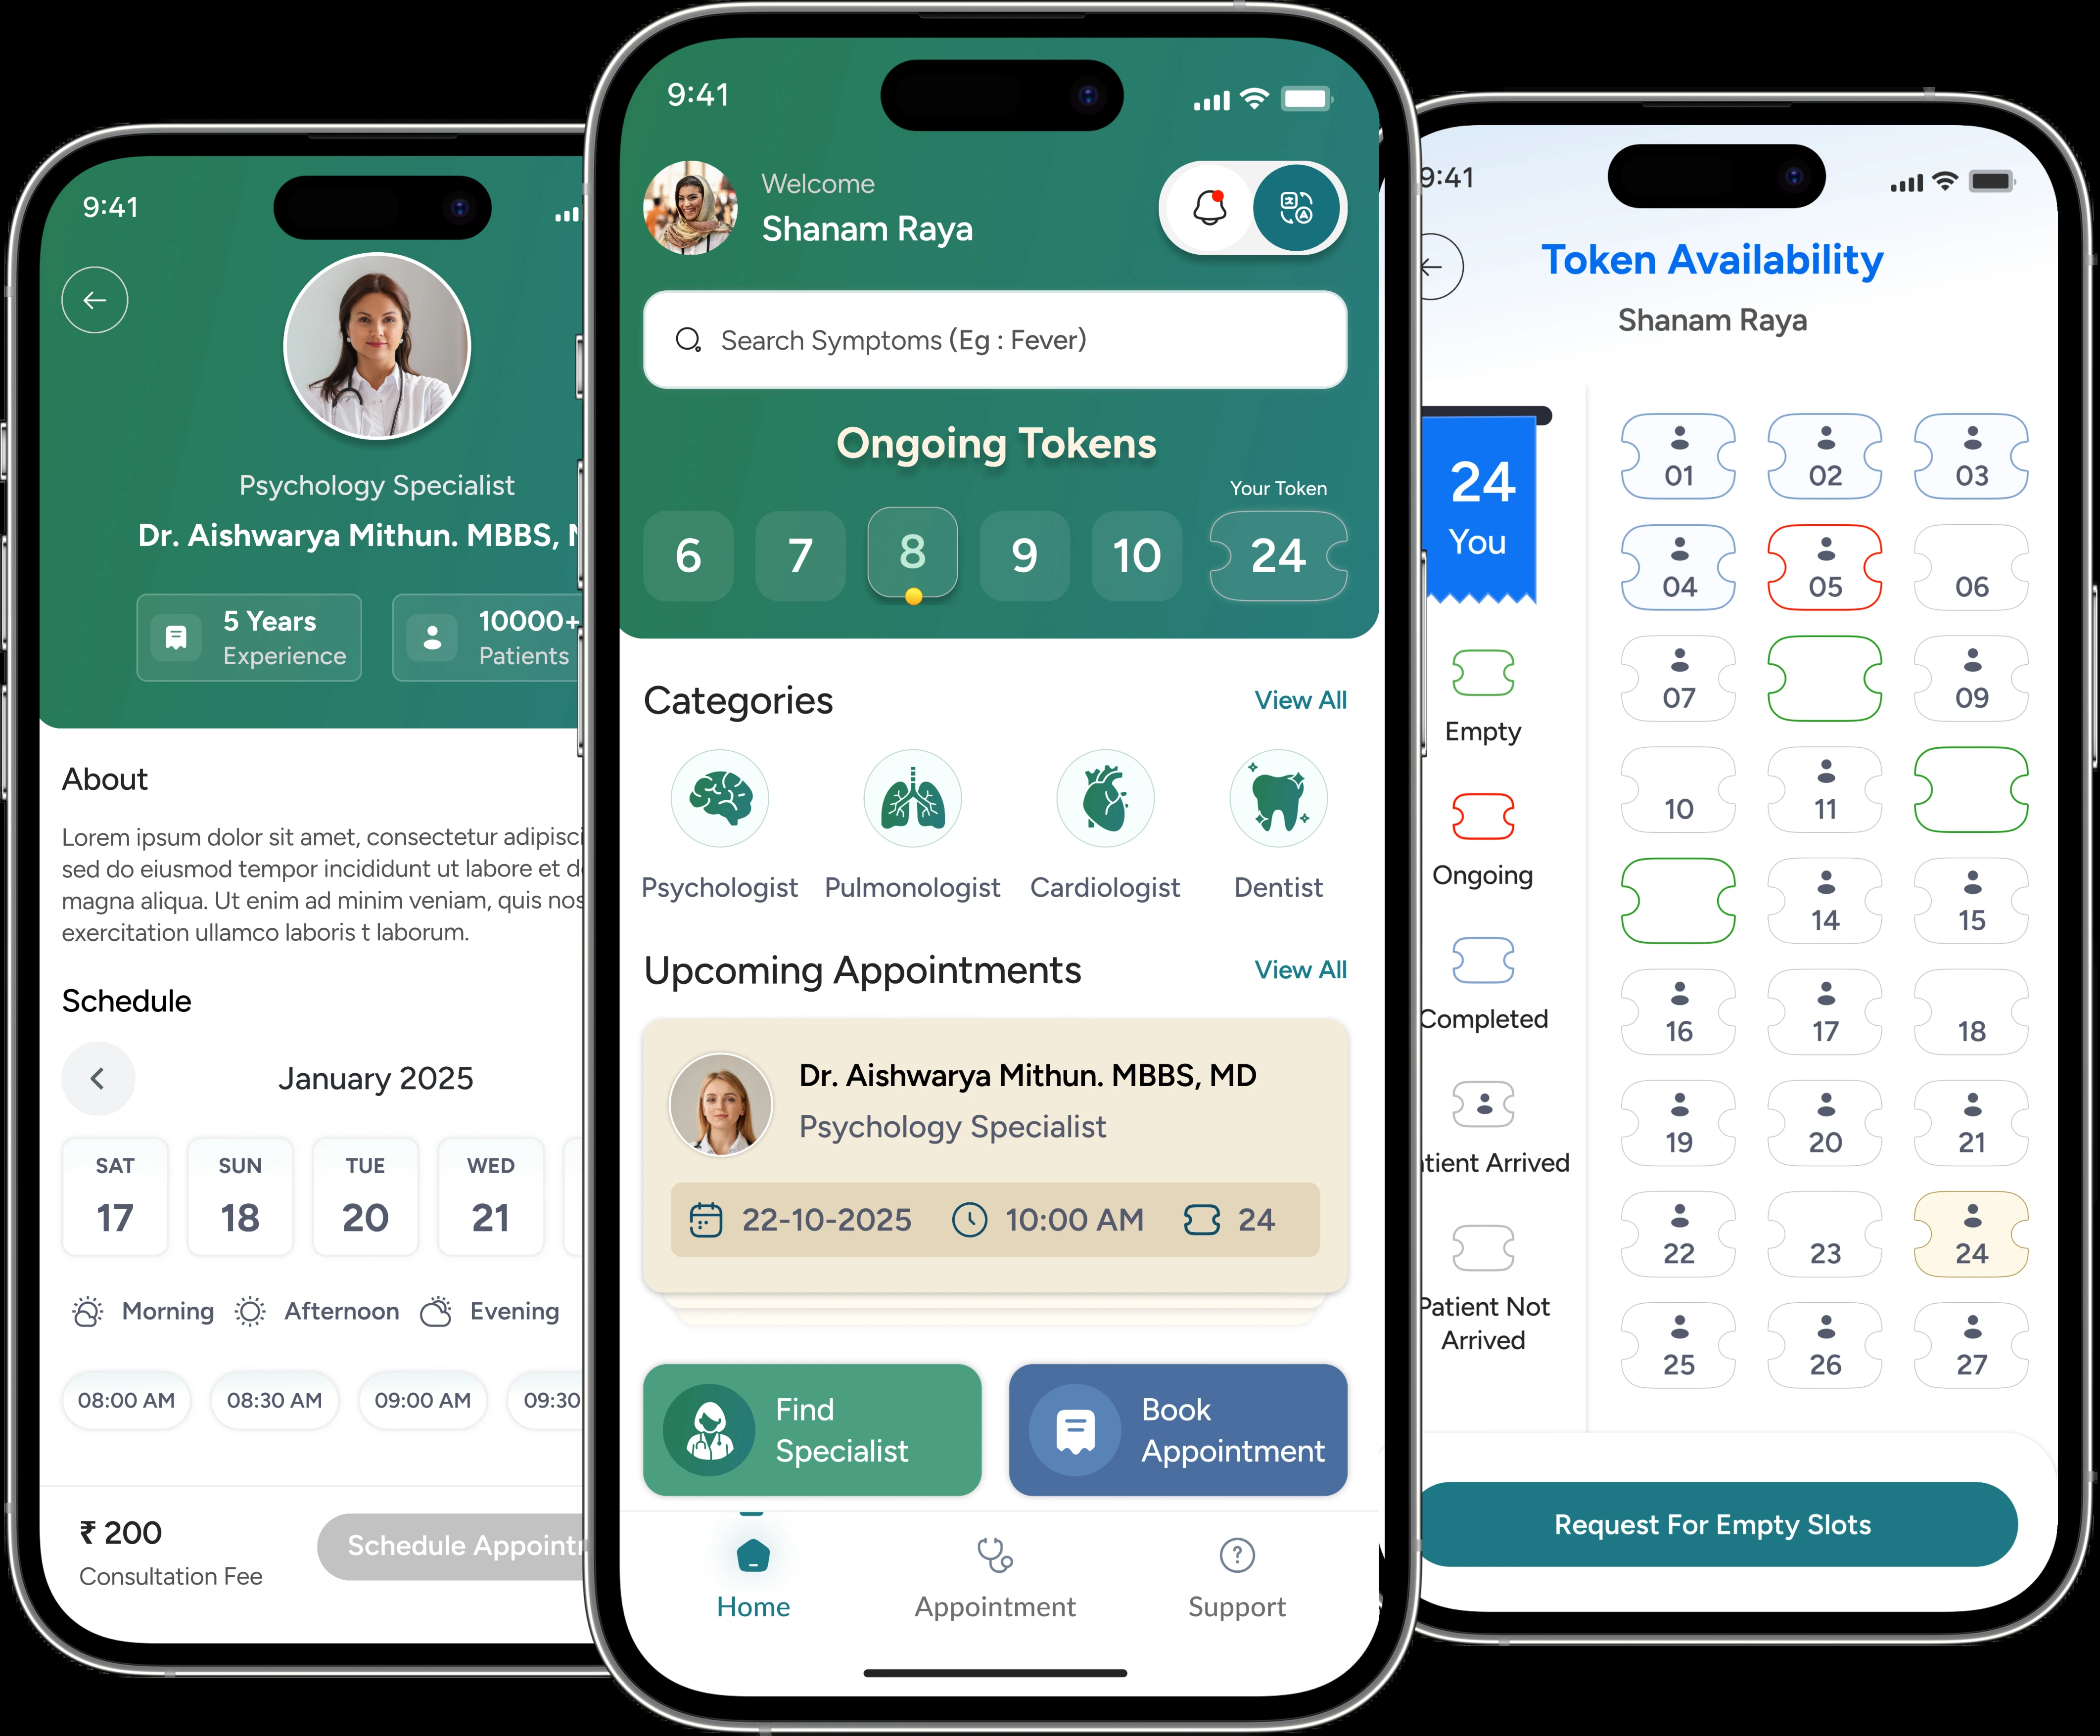 9:41
Psychology Specialist
Dr. Aishwarya Mithun. MBBS,
5 Years
Experience
10000+
Patients
About
Lorem ipsum dolor sit amet, consectetur adipisci
sed do eiusmod tempor incididunt ut labore et d
magna aliqua. Ut enim ad minim veniam, quis nos
exercitation ullamco laboris t laborum.
Schedule
January 2025
SAT
17
SUN
18
TUE
20
WED
21
Morning
Afternoon
Evening
08:00 AM
08:30 AM
09:00 AM
09:30
₹ 200
Consultation Fee
Schedule Appoint
9:41
Welcome
Shanam Raya
Search Symptoms (Eg : Fever)
Ongoing Tokens
Your Token
6
7
8
9
10
24
Categories
View All
Psychologist
Pulmonologist
Cardiologist
Dentist
Upcoming Appointments
View All
Dr. Aishwarya Mithun. MBBS, MD
Psychology Specialist
22-10-2025
10:00 AM
24
Find
Specialist
Book
Appointment
Home
Appointment
Support
9:41
Token Availability
Shanam Raya
24
You
Empty
Ongoing
Completed
tient Arrived
Patient Not
Arrived
01
02
03
04
05
06
07
09
10
11
14
15
16
17
18
19
20
21
22
23
24
25
26
27
Request For Empty Slots